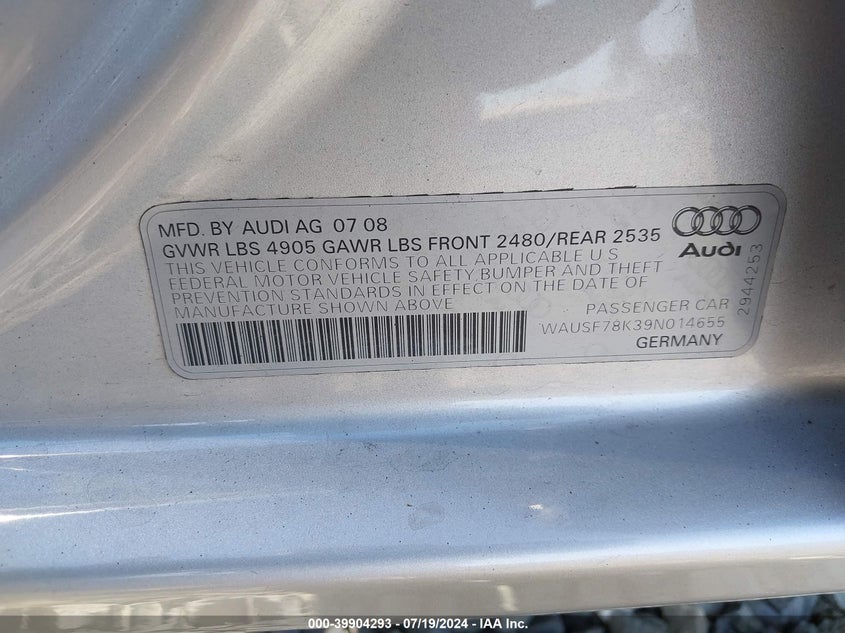 MFD. BY AUDI AG 07 08
GVWR LBS 4905 GAWR LBS FRONT 2480/REAR 2535
THIS VEHICLE CONFORMS TO ALL APPLICABLE U S
FEDERAL MOTOR VEHICLE SAFETY,BUMPER AND THEFT
PREVENTION STANDARDS IN EFFECT ON THE DATE OF
MANUFACTURE SHOWN ABOVE
Audi
2944253
PASSENGER CAR
WAUSF78K39N014655
GERMANY
000-39904293 - 07/19/2024 - IAA Inc.